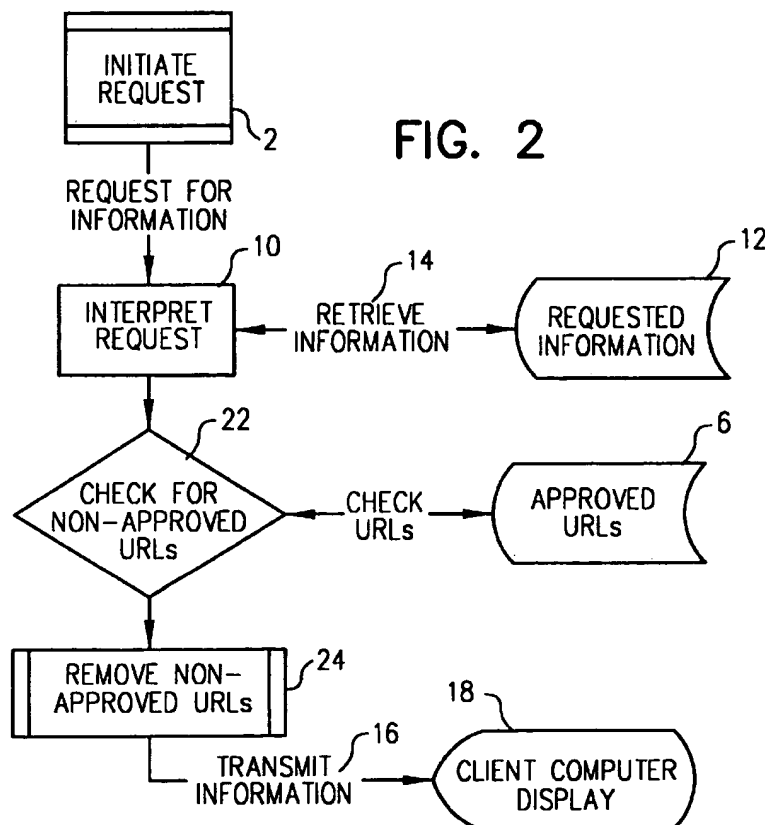 INITIATE
REQUEST
2
FIG. 2
REQUEST FOR
INFORMATION
10
INTERPRET
REQUEST
14
RETRIEVE
INFORMATION
12
REQUESTED
INFORMATION
22
CHECK FOR
NON-APPROVED
URLs
CHECK
URLs
6
APPROVED
URLs
REMOVE NON-
APPROVED URLs
24
TRANSMIT
INFORMATION
16
18
CLIENT COMPUTER
DISPLAY